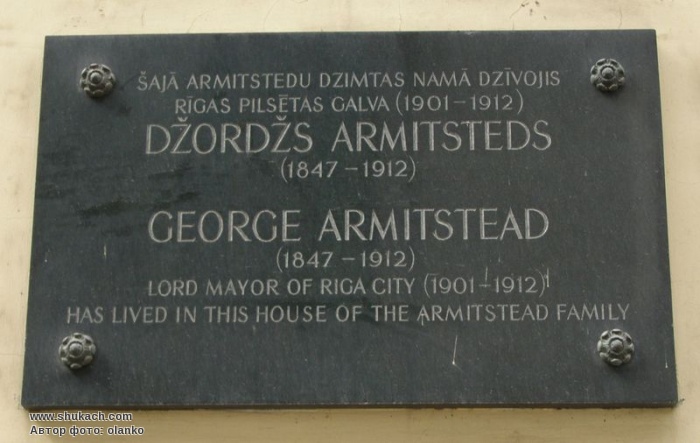 ŠAJĀ ARMITSTEDU DZIMTAS NAMĀ DZĪVOJIS
RĪGAS PILSĒTAS GALVA (1901-1912)
DŽORDŽS ARMITSTEDS
(1847-1912)
GEORGE ARMITSTEAD
(1847-1912)
LORD MAYOR OF RIGA CITY (1901-1912)
HAS LIVED IN THIS HOUSE OF THE ARMITSTEAD FAMILY
www.shukach.com
Автор фото: olanko